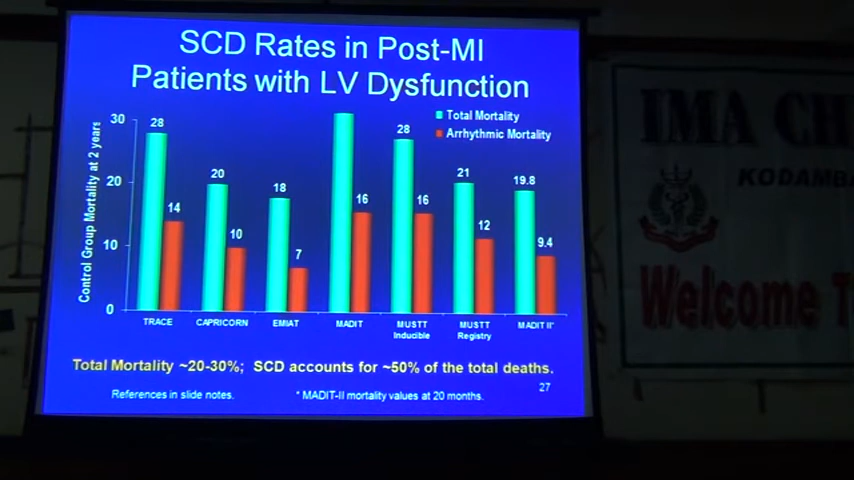 SCD Rates in Post-MI
Patients with LV Dysfunction
Total Mortality
Arrhythmic Mortality
Control Group Mortality at 2 years
30
20
10
0
28
14
20
10
18
7
16
28
16
21
12
19.8
9.4
TRACE
CAPRICORN
EMIAT
MADIT
MUSTT
Inducible
MUSTT
Registry
MADIT II*
Total Mortality ~20-30%; SCD accounts for ~50% of the total deaths.
References in slide notes.
* MADIT-II mortality values at 20 months.
27
IMA CH
KODAMBA
Welcome T